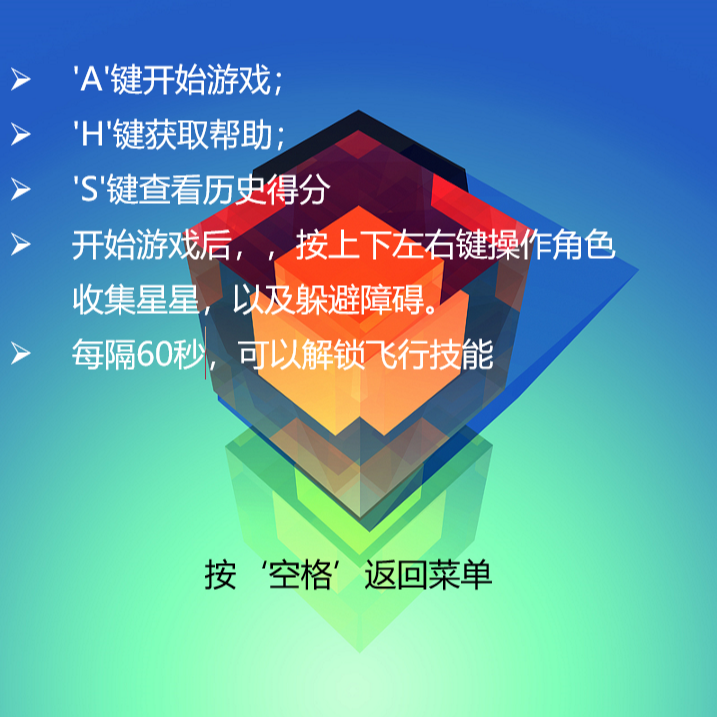 ➢ 'A'键开始游戏；
➢ 'H'键获取帮助；
➢ 'S'键查看历史得分
➢ 开始游戏后，，按上下左右键操作角色
收集星星，以及躲避障碍。
➢ 每隔60秒，可以解锁飞行技能
按‘空格’返回菜单